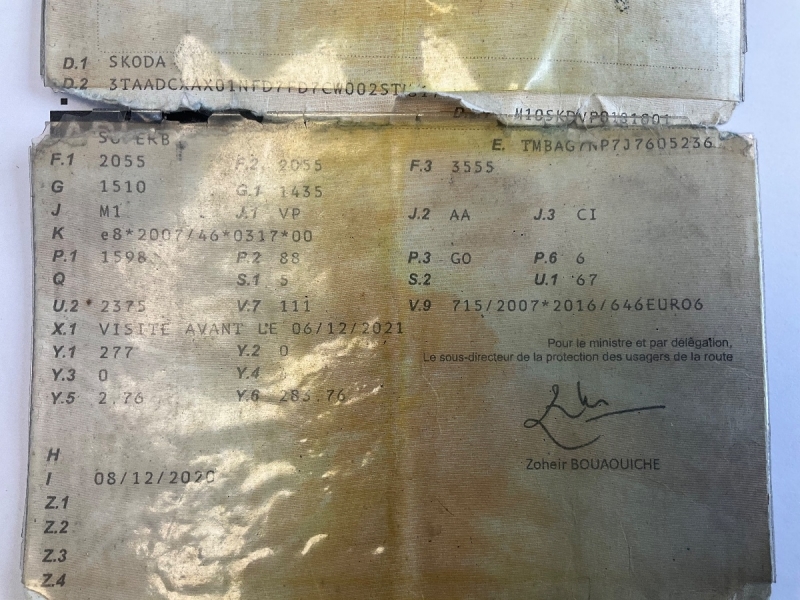 D.1 SKODA
D.2
M10SKDVP0181001
SUPERB E.
F.1 2055 F.2 2055 F.3 3555
G 1510 G.1 1435
J M1 J.1 VP J.2 AA J.3 CI
K e8*2007/46*0317*00
P.1 1598 P.2 88 P.3 GO P.6 6
Q S.1 5 S.2 U.1 67
U.2 2375 V.7 111 V.9 715/2007*2016/646EURO6
X.1 VISITE AVANT LE 06/12/2021
Y.1 277 Y.2 0
Pour le ministre et par délégation,
Le sous-directeur de la protection des usagers de la route
Y.3 0 Y.4
Y.5 2,76 Y.6 283,76
Zoheir BOUAOUICHE
H
I 08/12/2020
Z.1
Z.2
Z.3
Z.4